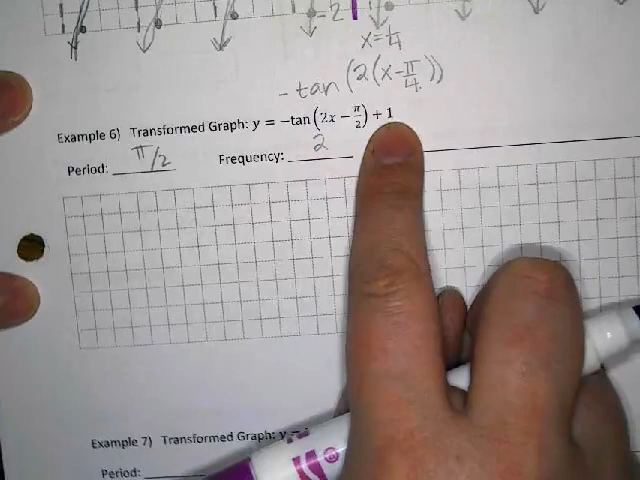 -2
x=π/4
-tan(2(x-π/4))
Example 6) Transformed Graph: y = -tan(2x - π/2) + 1
Period: π/2 Frequency: 2
Example 7) Transformed Graph: y =
Period: